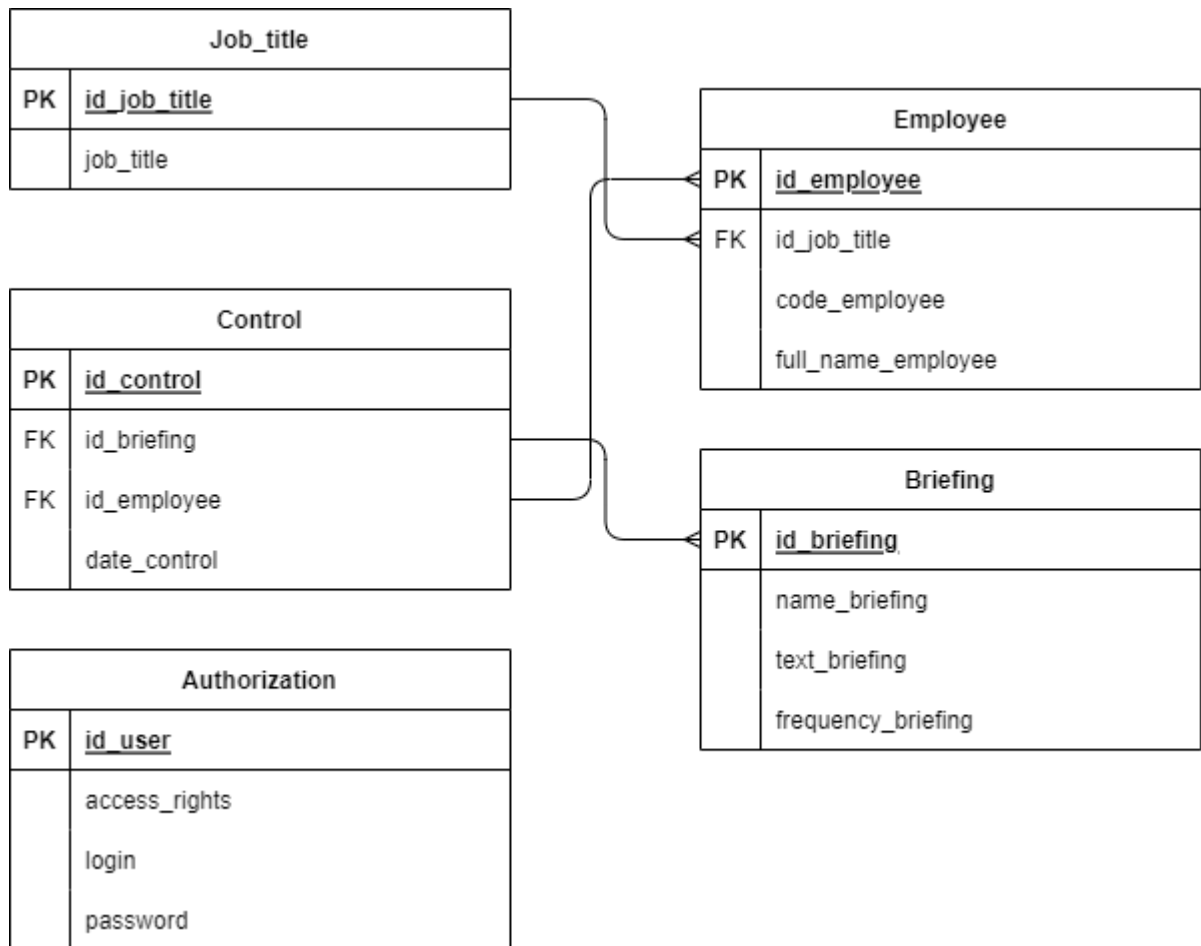 Job_title
PK id_job_title
job_title
Employee
PK id_employee
FK id_job_title
code_employee
full_name_employee
Control
PK id_control
FK id_briefing
FK id_employee
date_control
Briefing
PK id_briefing
name_briefing
text_briefing
frequency_briefing
Authorization
PK id_user
access_rights
login
password